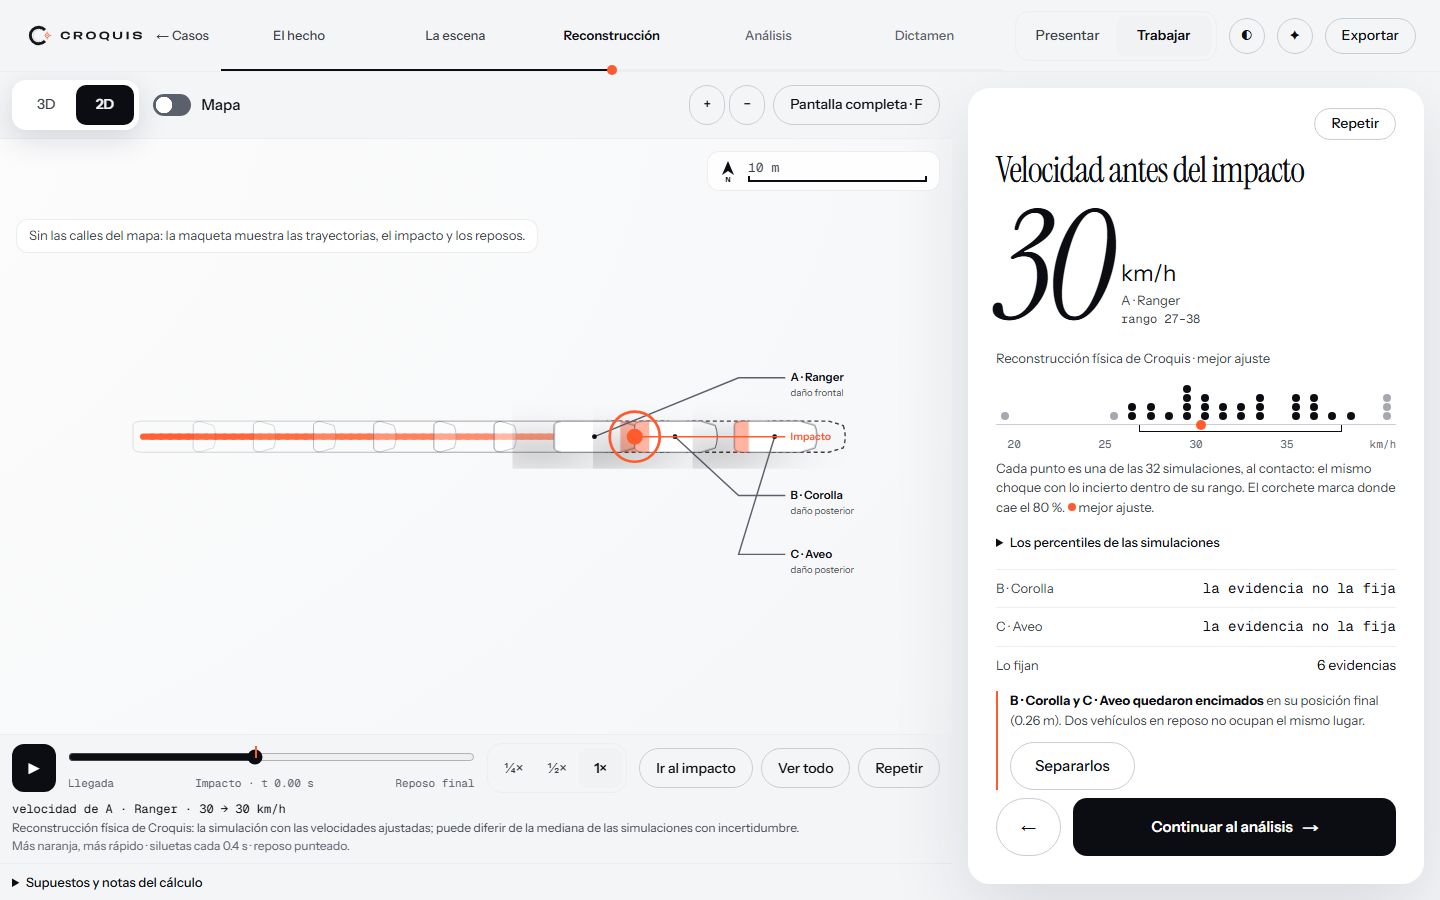 CROQUIS
← Casos
El hecho
La escena
Reconstrucción
Análisis
Dictamen
Presentar
Trabajar
Exportar
3D
2D
Mapa
+
−
Pantalla completa · F
N
10 m
Sin las calles del mapa: la maqueta muestra las trayectorias, el impacto y los reposos.
A · Ranger
daño frontal
Impacto
B · Corolla
daño posterior
C · Aveo
daño posterior
Llegada
Impacto · t 0.00 s
Reposo final
¼×
½×
1×
Ir al impacto
Ver todo
Repetir
velocidad de A · Ranger · 30 → 30 km/h
Reconstrucción física de Croquis: la simulación con las velocidades ajustadas; puede diferir de la mediana de las simulaciones con incertidumbre.
Más naranja, más rápido · siluetas cada 0.4 s · reposo punteado.
Supuestos y notas del cálculo
Repetir
Velocidad antes del impacto
30
km/h
A · Ranger
rango 27–38
Reconstrucción física de Croquis · mejor ajuste
20
25
30
35
km/h
Cada punto es una de las 32 simulaciones, al contacto: el mismo
choque con lo incierto dentro de su rango. El corchete marca donde
cae el 80 %. mejor ajuste.
Los percentiles de las simulaciones
B · Corolla
la evidencia no la fija
C · Aveo
la evidencia no la fija
Lo fijan
6 evidencias
B · Corolla y C · Aveo quedaron encimados en su posición final
(0.26 m). Dos vehículos en reposo no ocupan el mismo lugar.
Separarlos
←
Continuar al análisis →